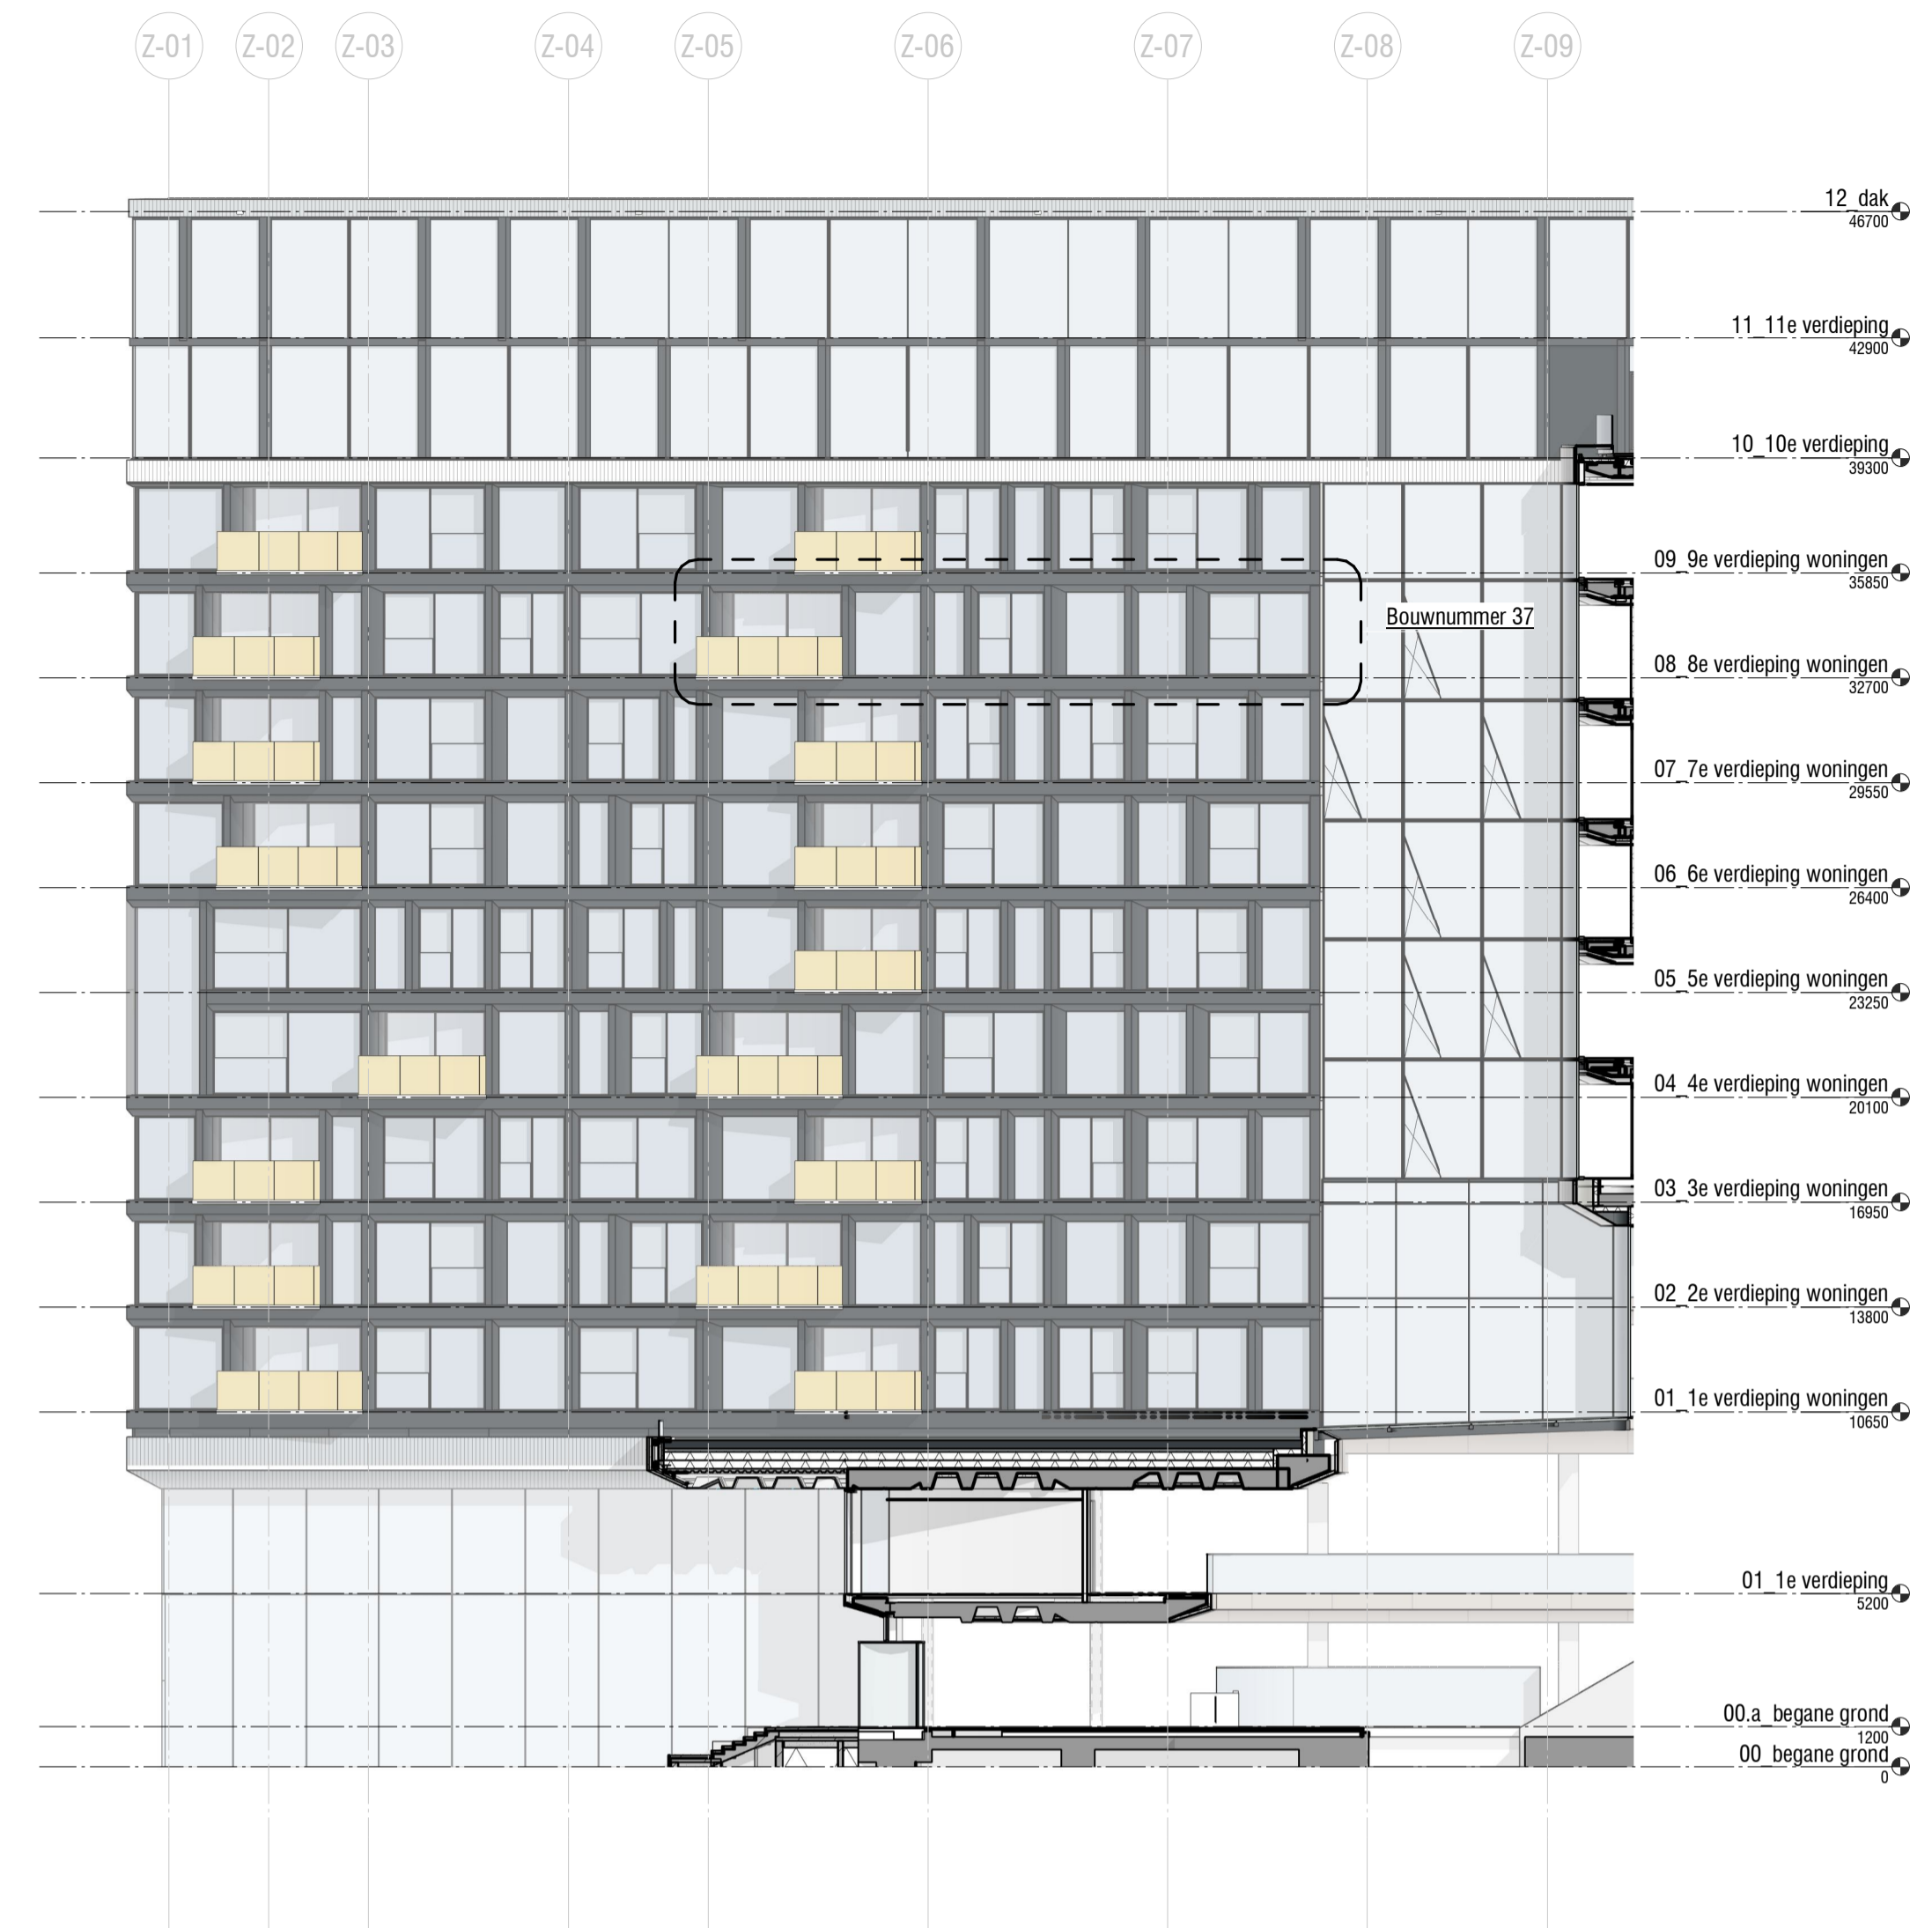 Z-01 Z-02 Z-03 Z-04 Z-05 Z-06 Z-07 Z-08 Z-09
12_dak
46700
11_11e verdieping
42900
10_10e verdieping
39300
09_9e verdieping woningen
35850
Bouwnummer 37
08_8e verdieping woningen
32700
07_7e verdieping woningen
29550
06_6e verdieping woningen
26400
05_5e verdieping woningen
23250
04_4e verdieping woningen
20100
03_3e verdieping woningen
16950
02_2e verdieping woningen
13800
01_1e verdieping woningen
10650
01_1e verdieping
5200
00.a_begane grond
1200
00_begane grond
0